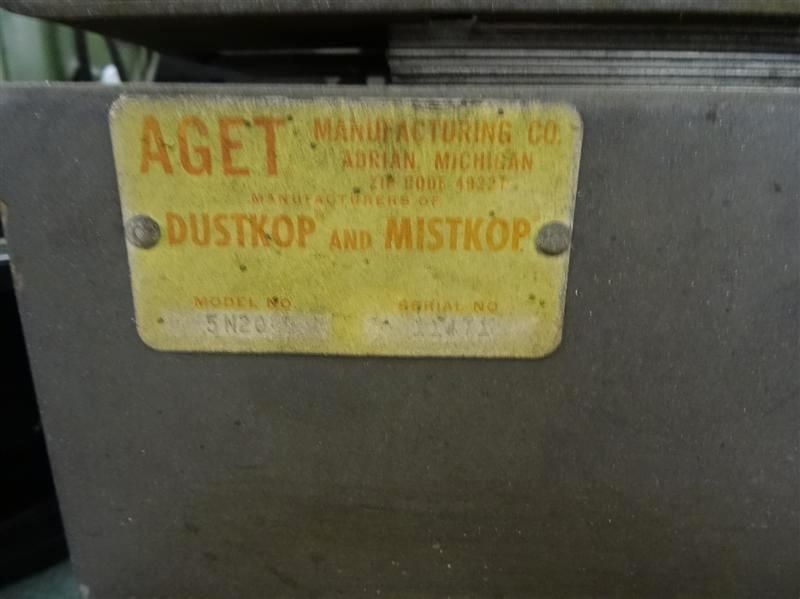 AGET MANUFACTURING CO.
ADRIAN, MICHIGAN
ZIP CODE 49221
MANUFACTURERS OF
DUSTKOP AND MISTKOP
MODEL NO SERIAL NO